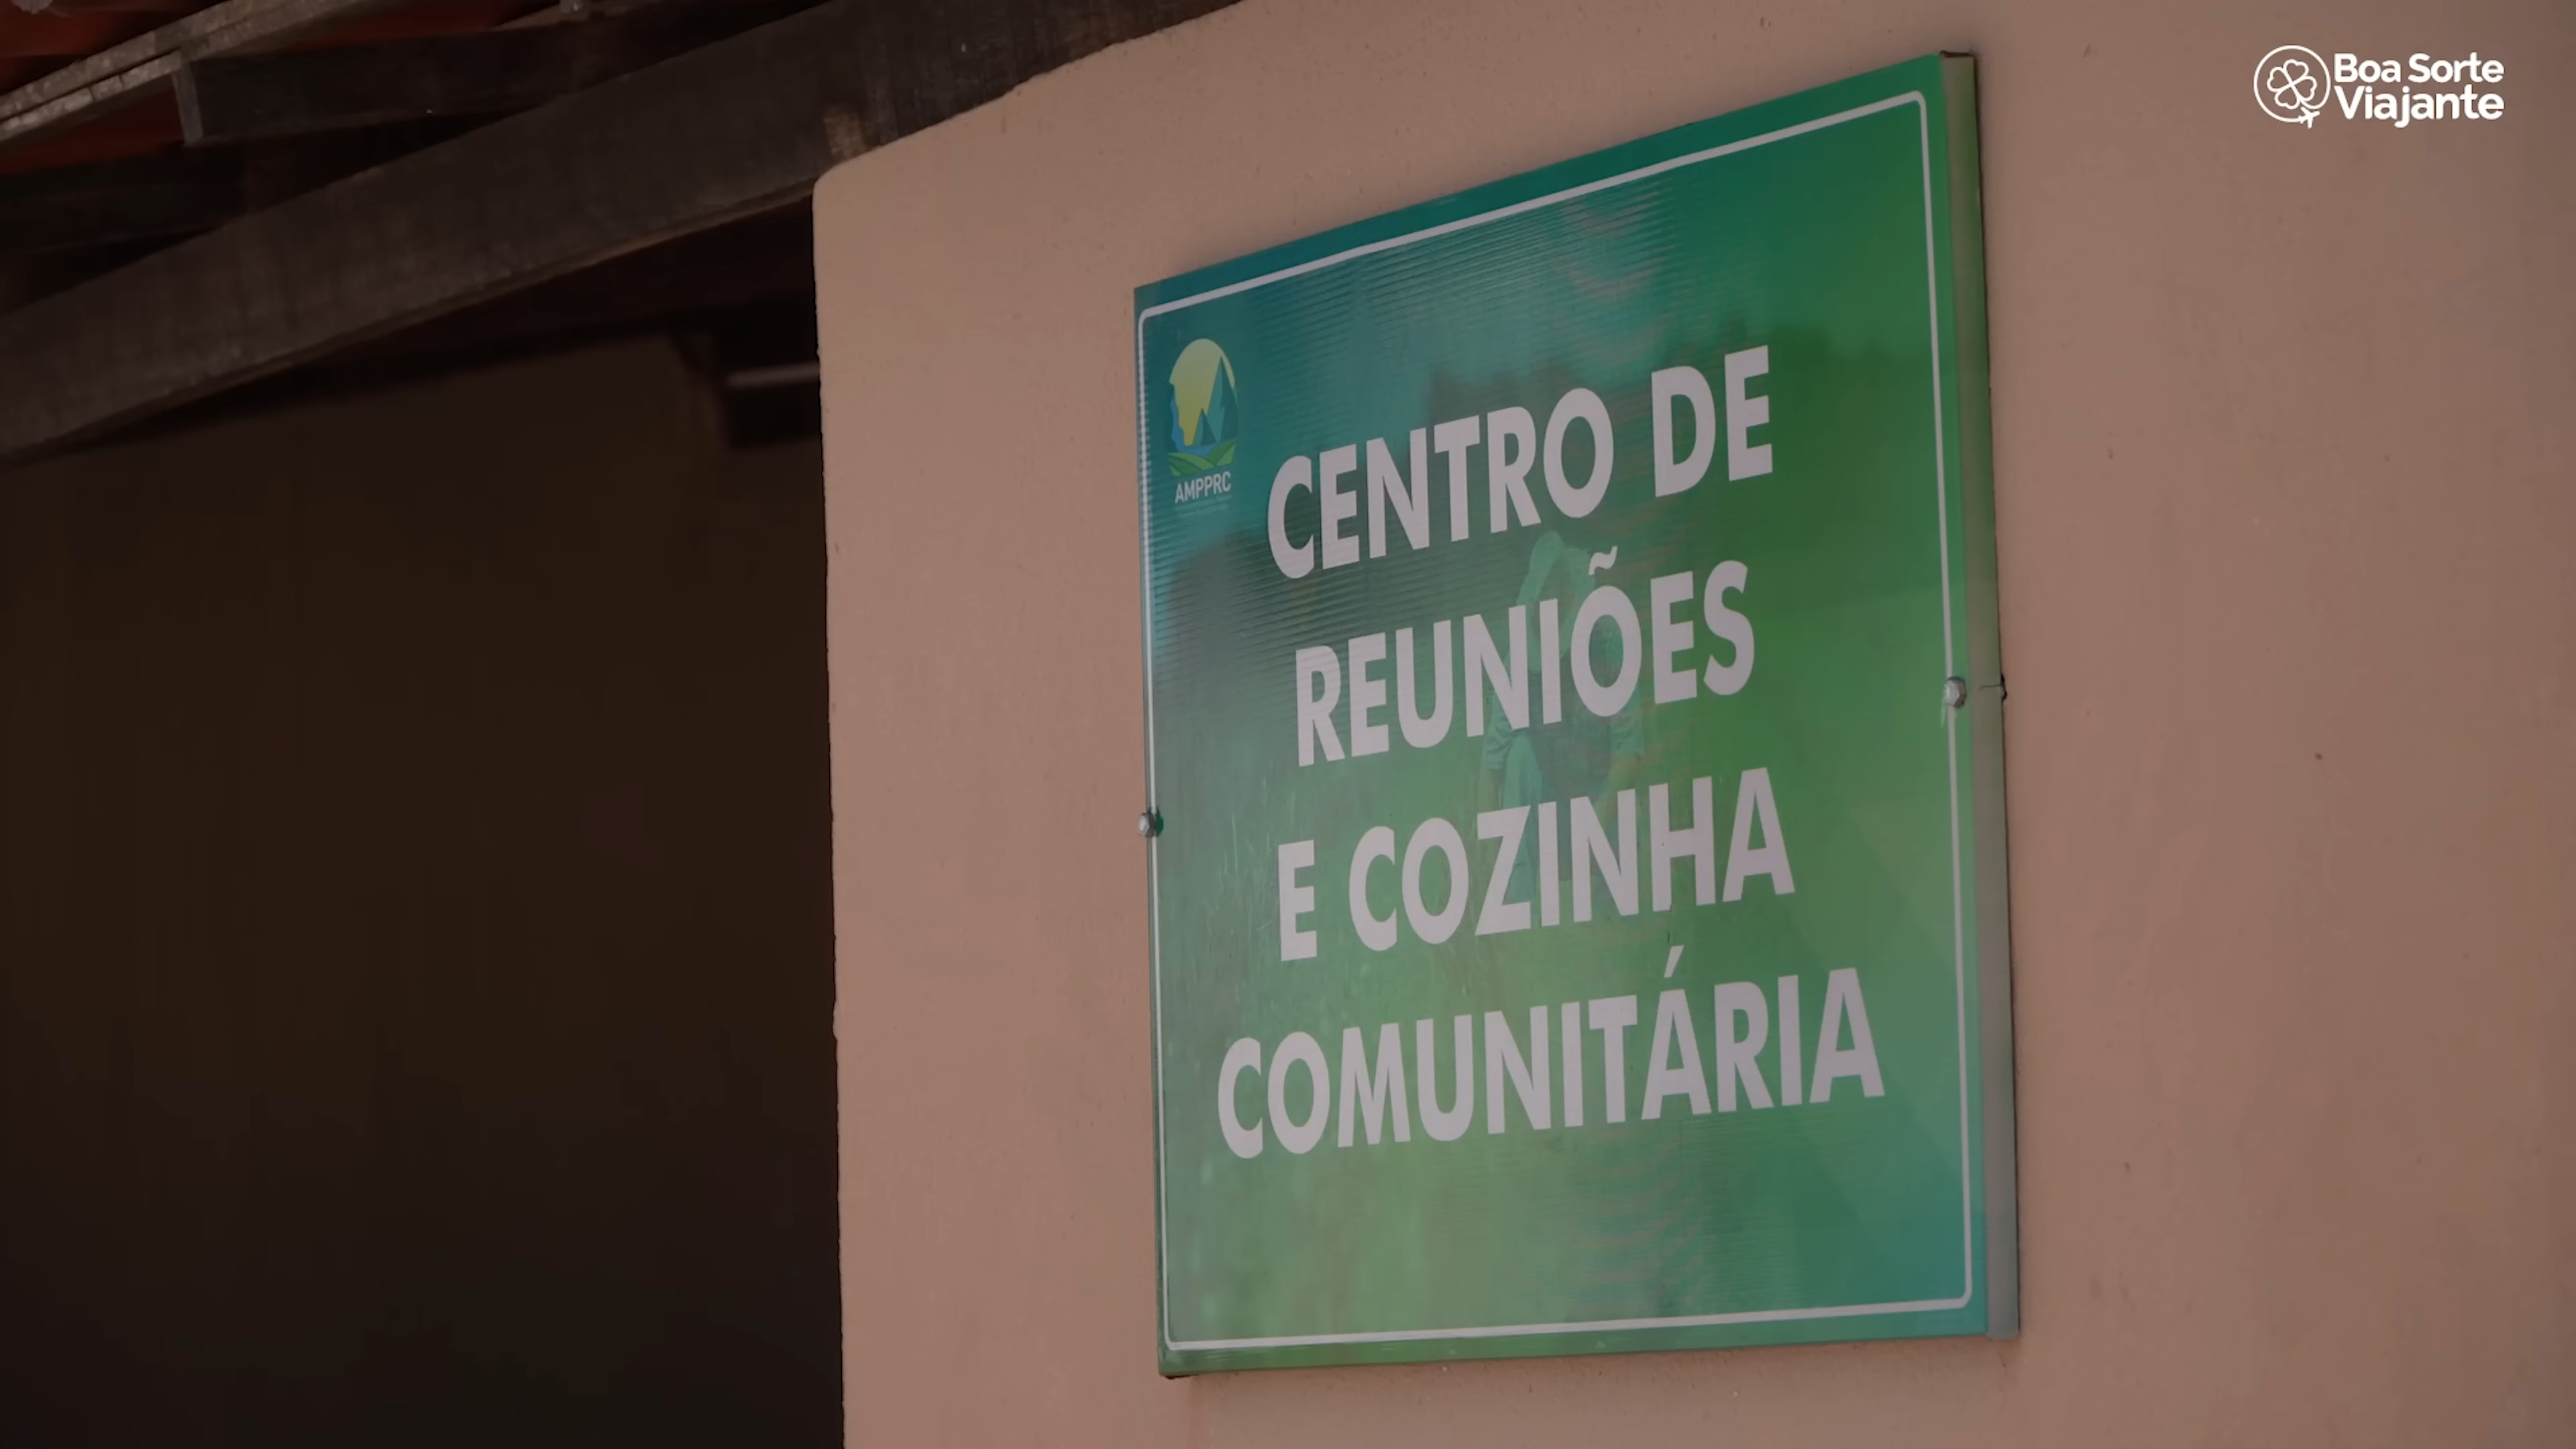 Boa Sorte
Viajante
AMPPRC
CENTRO DE
REUNIÕES
E COZINHA
COMUNITÁRIA